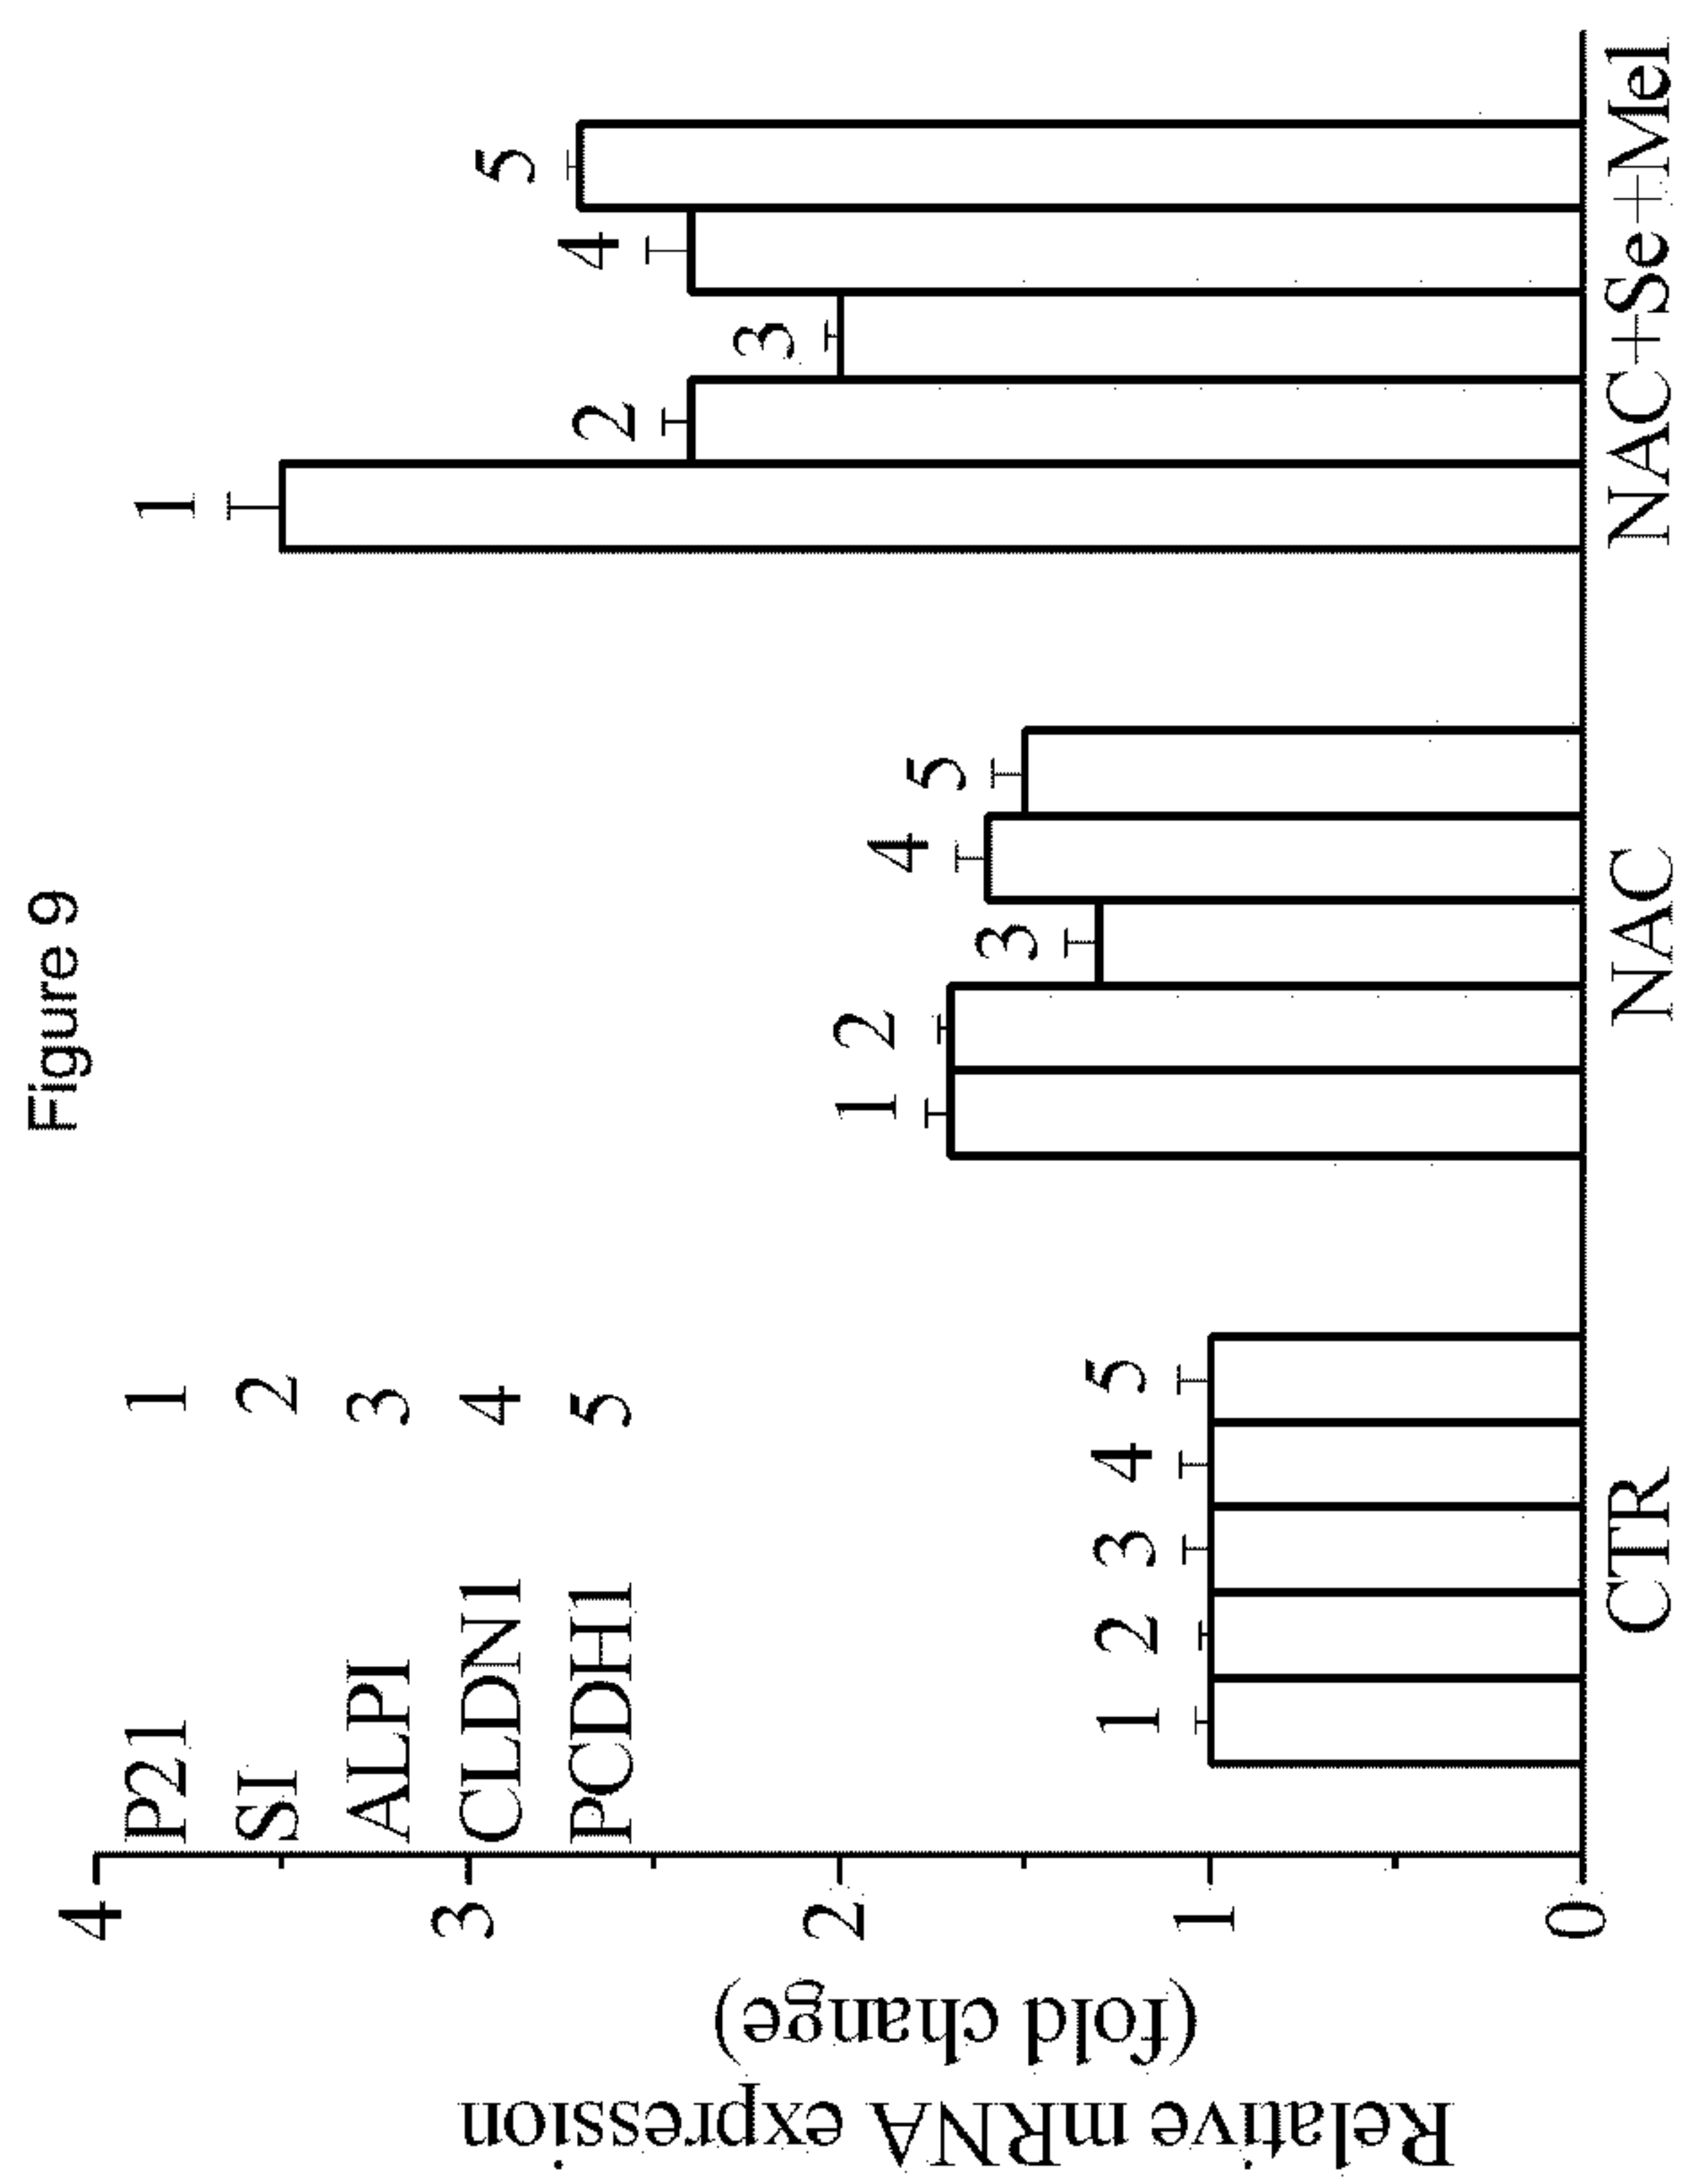 Figure 9
Relative mRNA expression
(fold change)
4
3
2
1
0
P21 1
SI 2
ALPI 3
CLDN1 4
PCDH1 5
1 2 3 4 5
1 2 3 4 5
1 2 3 4 5
CTR NAC NAC+Se+Mel